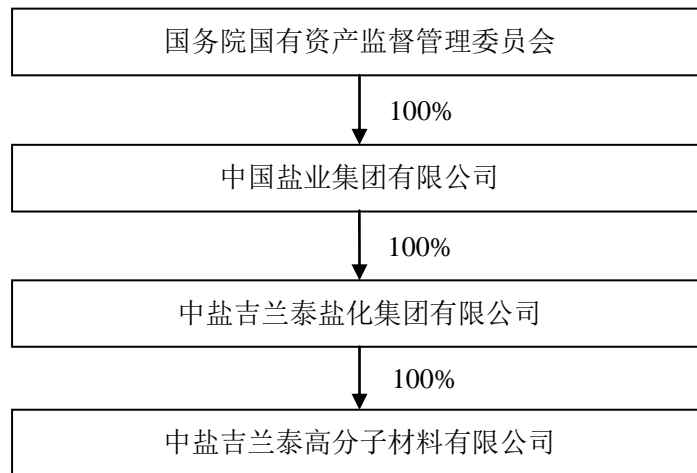 国务院国有资产监督管理委员会
100%
中国盐业集团有限公司
100%
中盐吉兰泰盐化集团有限公司
100%
中盐吉兰泰高分子材料有限公司